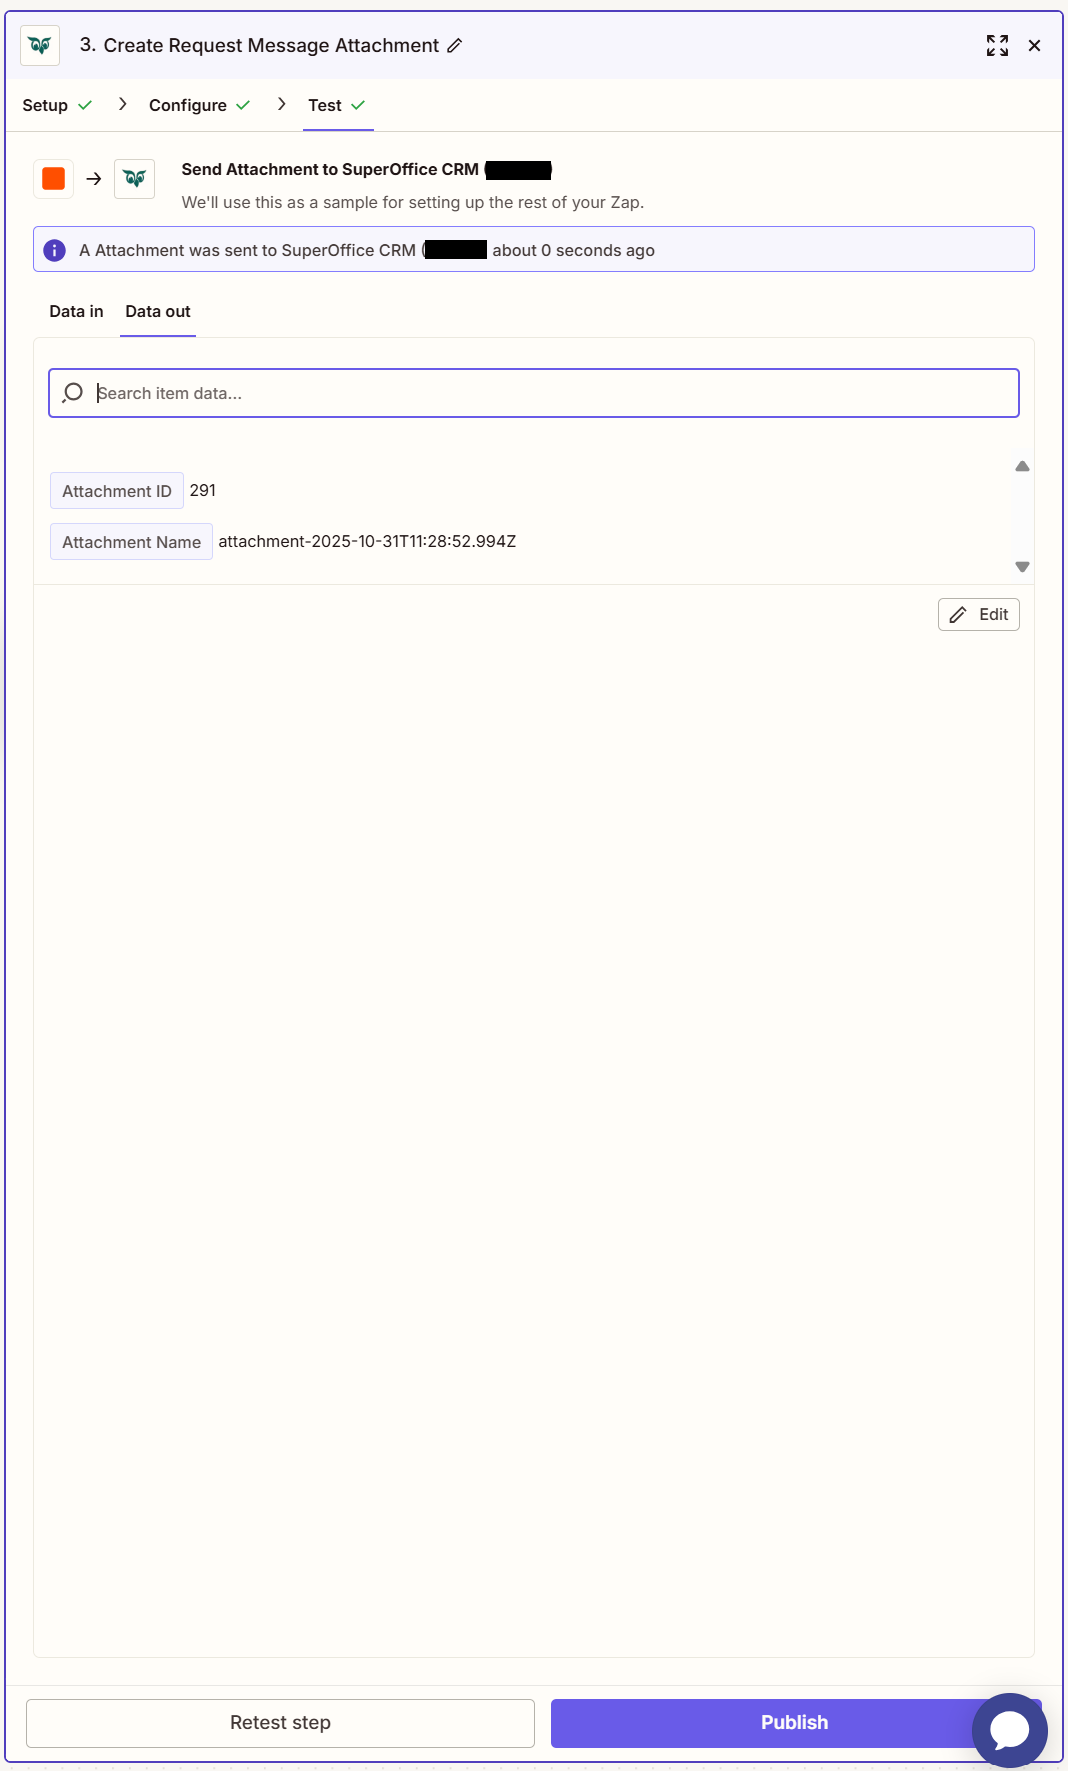 3. Create Request Message Attachment
Setup
Configure
Test
Send Attachment to SuperOffice CRM (
We'll use this as a sample for setting up the rest of your Zap.
A Attachment was sent to SuperOffice CRM ( about 0 seconds ago
Data in
Data out
Search item data...
Attachment ID 291
Attachment Name attachment-2025-10-31T11:28:52.994Z
Edit
Retest step
Publish